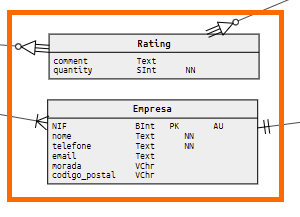 Rating
comment Text
quantity SInt NN
Empresa
NIF BInt PK AU
nome Text NN
telefone Text NN
email Text
morada VChr
codigo_postal VChr